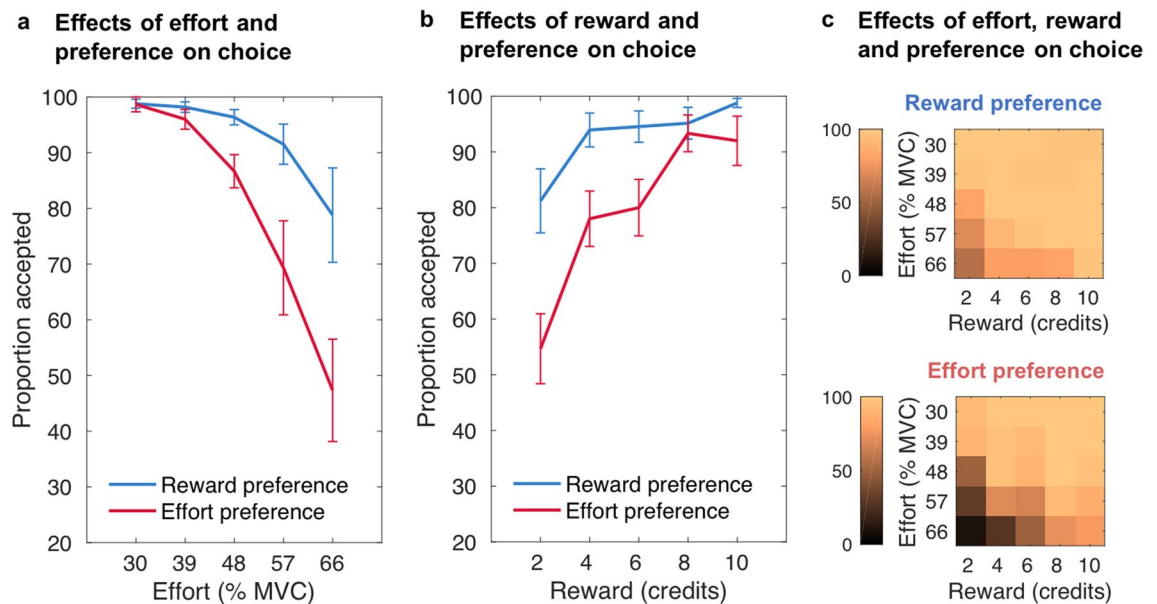 a Effects of effort and
preference on choice
100
90
80
70
60
50
40
30
20
Proportion accepted
Reward preference
Effort preference
30 39 48 57 66
Effort (% MVC)
b Effects of reward and
preference on choice
100
90
80
70
60
50
40
30
20
Proportion accepted
Reward preference
Effort preference
2 4 6 8 10
Reward (credits)
c Effects of effort, reward
and preference on choice
Reward preference
100
50
0
Effort (% MVC)
30
39
48
57
66
2 4 6 8 10
Reward (credits)
Effort preference
100
50
0
Effort (% MVC)
30
39
48
57
66
2 4 6 8 10
Reward (credits)